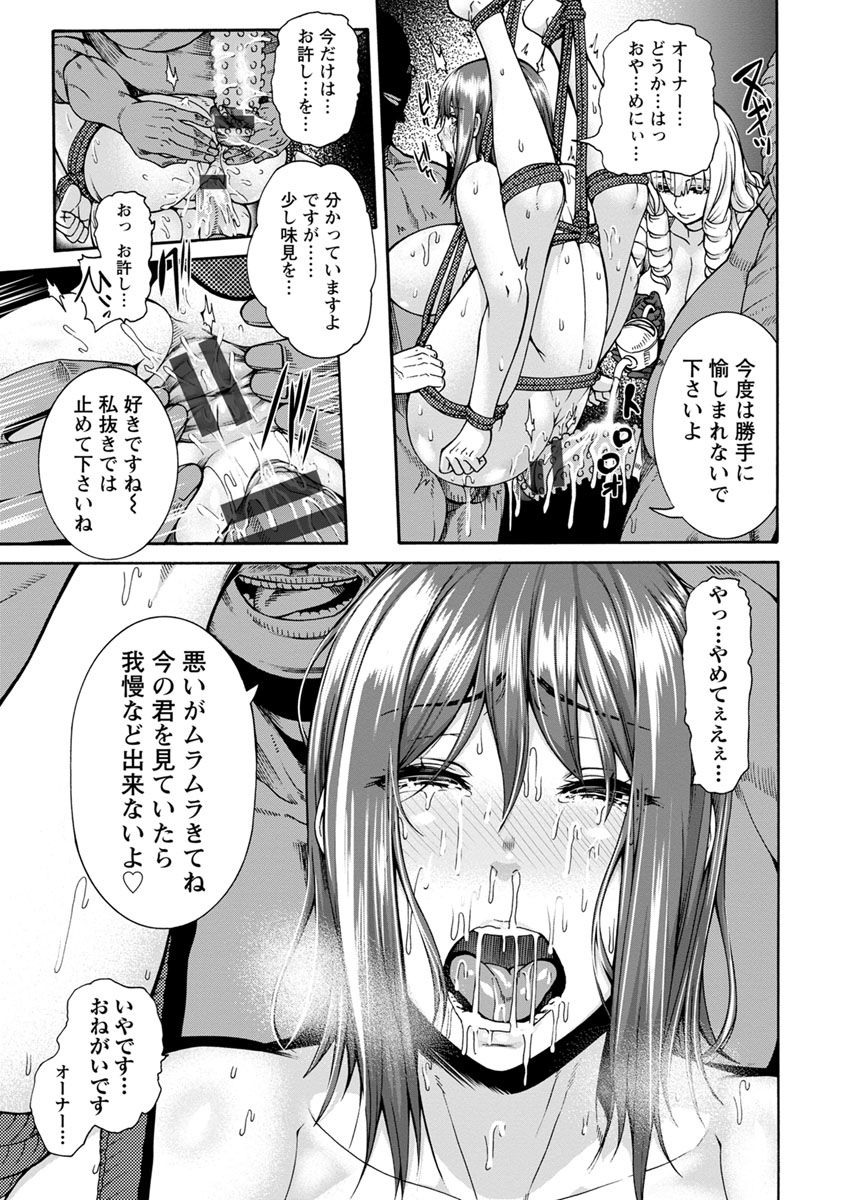 オーナー…
どうか…はっ
おや…めにぃ…
ヌギッ
今度は勝手に
愉しまれないで
下さいよ
トロロォ
今だけは…
お許し…を…
分かっていますよ
ですが……
少し味見を…
おっ お許し…
好きですね〜
私抜きでは
止めて下さいね
やっ…やめてぇえぇ…
悪いがムラムラきてね
今の君を見ていたら
我慢など出来ないよ♡
いやです…
おねがいです
オーナー…